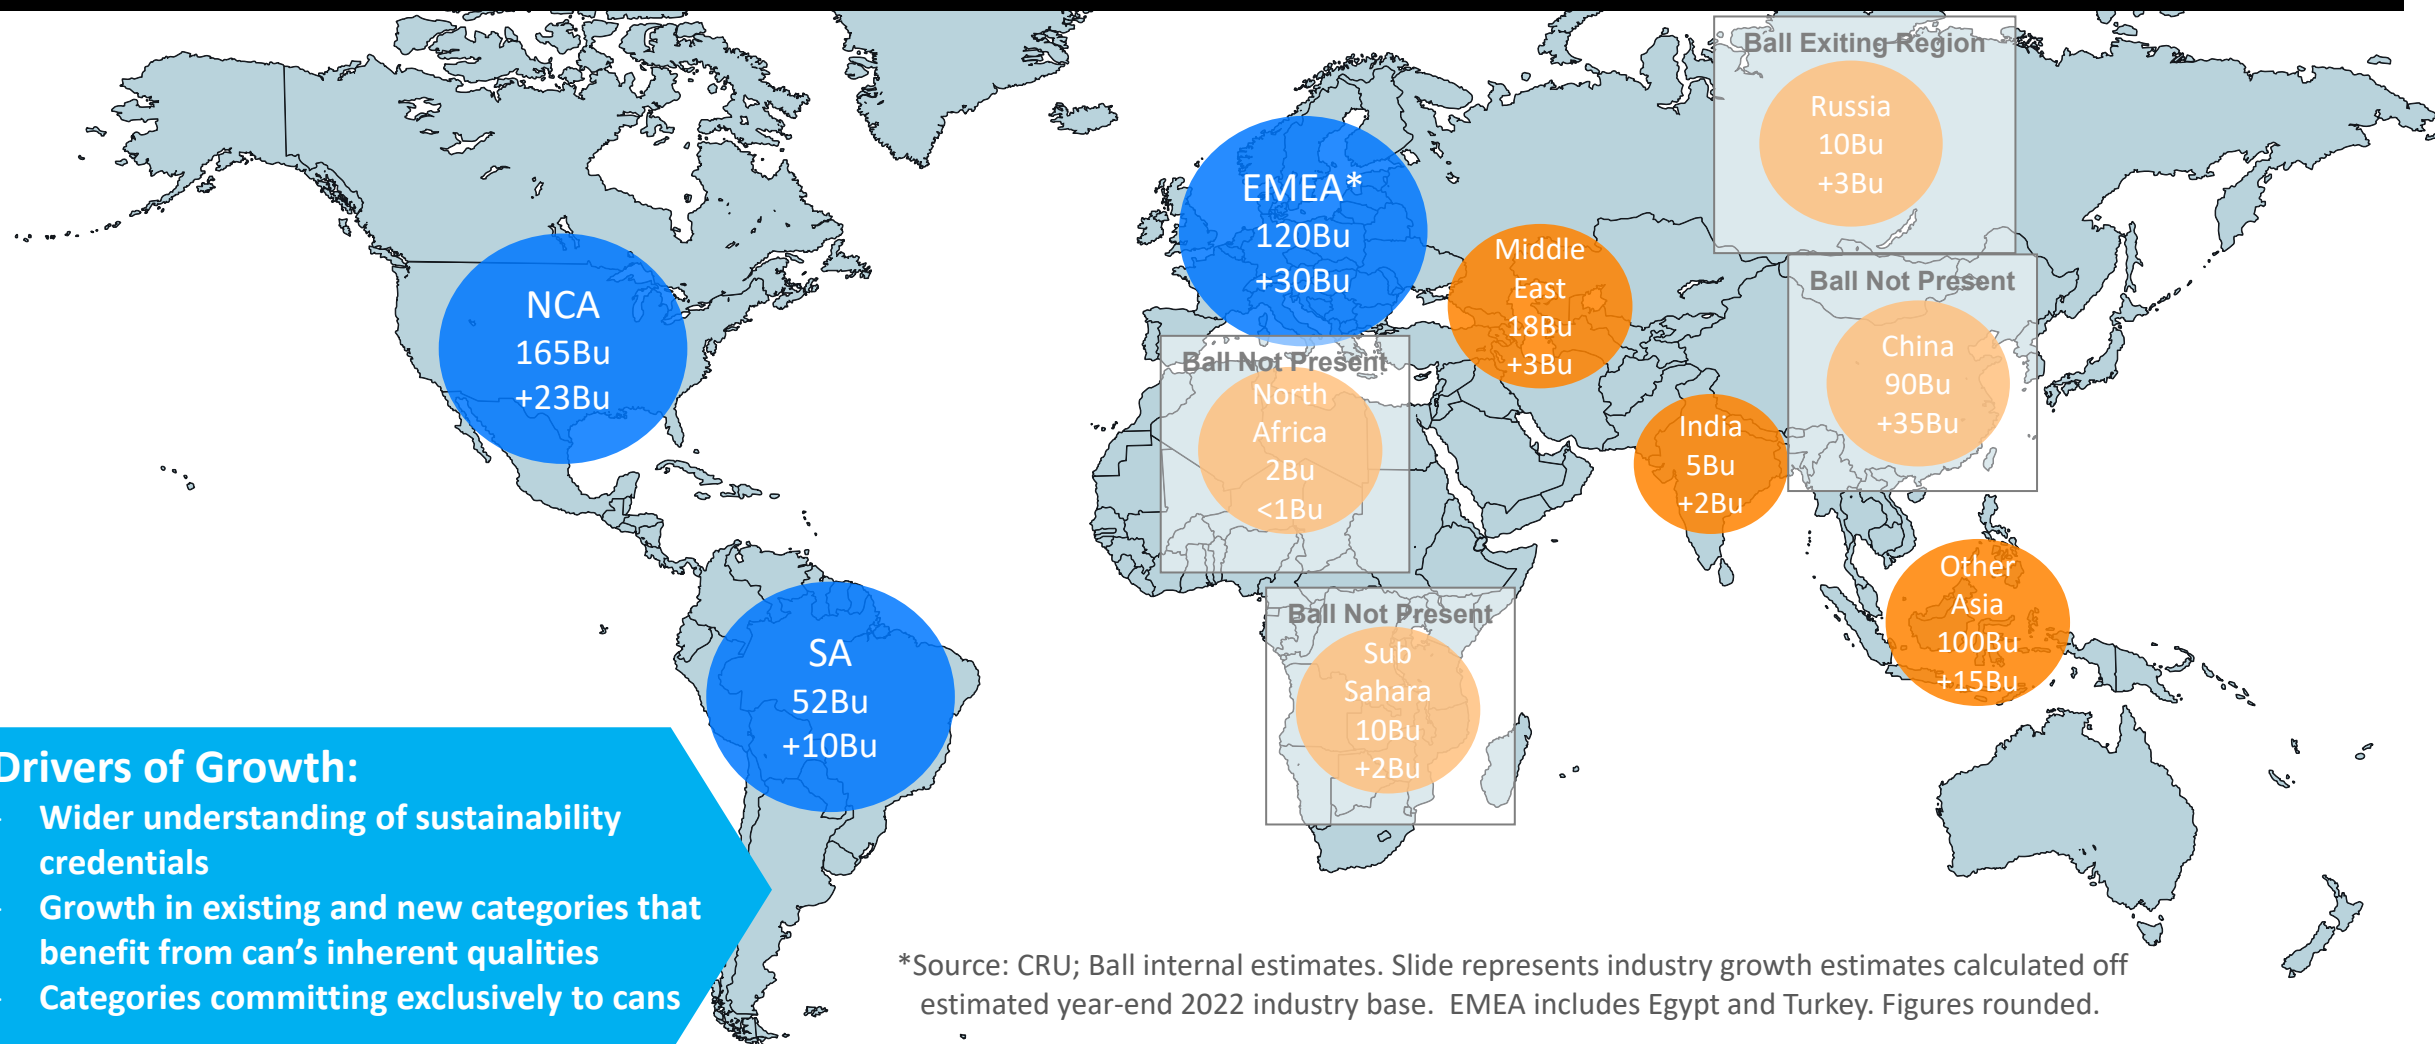 Ball Exiting Region
Russia
10Bu
+3Bu
EMEA*
120Bu
+30Bu
Middle
East
18Bu
+3Bu
Ball Not Present
China
90Bu
+35Bu
NCA
165Bu
+23Bu
Ball Not Present
North
Africa
2Bu
<1Bu
India
5Bu
+2Bu
Other
Asia
100Bu
+15Bu
Ball Not Present
Sub
Sahara
10Bu
+2Bu
SA
52Bu
+10Bu
Drivers of Growth:
Wider understanding of sustainability
credentials
Growth in existing and new categories that
benefit from can’s inherent qualities
Categories committing exclusively to cans
*Source: CRU; Ball internal estimates. Slide represents industry growth estimates calculated off
estimated year-end 2022 industry base. EMEA includes Egypt and Turkey. Figures rounded.